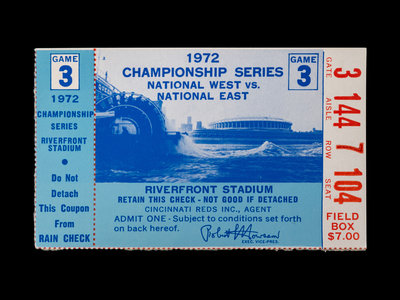 GAME
3
1972
CHAMPIONSHIP
SERIES
RIVERFRONT
STADIUM
Do Not
Detach
This Coupon
From
RAIN CHECK
1972
CHAMPIONSHIP SERIES
NATIONAL WEST vs.
NATIONAL EAST
GAME
3
RIVERFRONT STADIUM
RETAIN THIS CHECK - NOT GOOD IF DETACHED
CINCINNATI REDS INC., AGENT
ADMIT ONE - Subject to conditions set forth
on back hereof.
EXEC. VICE-PRES.
GATE 3
AISLE 144
ROW 7
SEAT 104
FIELD
BOX
$7.00